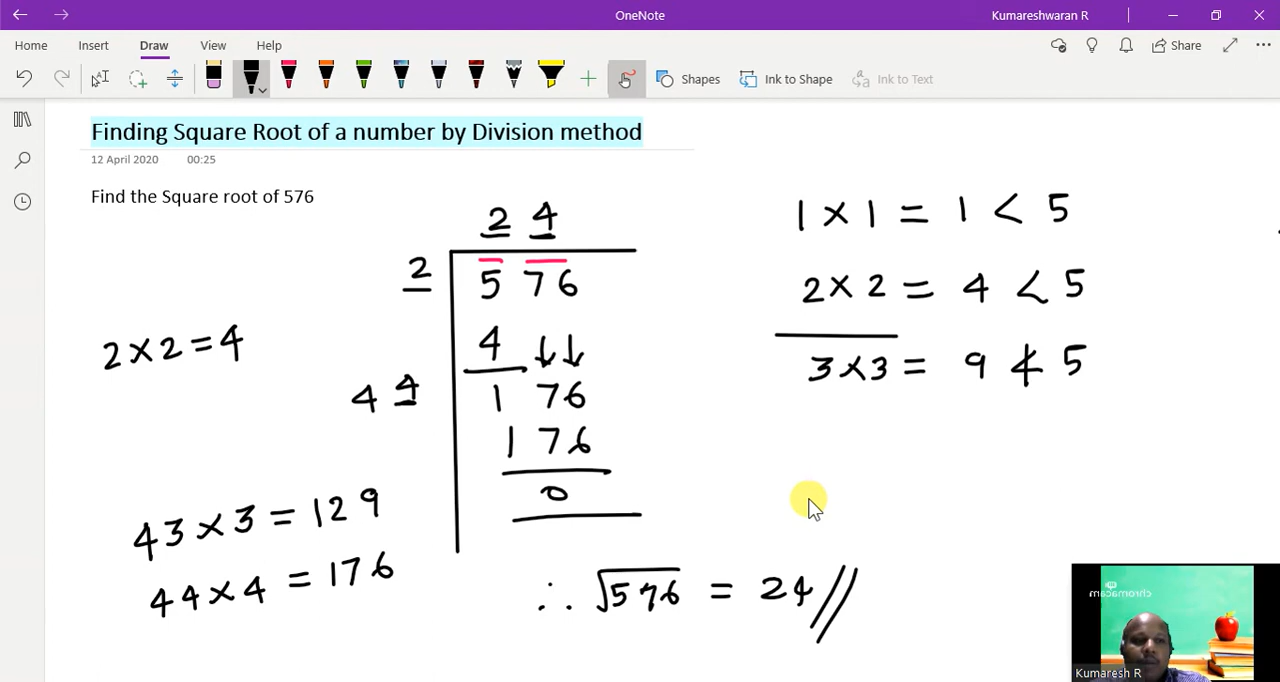 OneNote
Kumareshwaran R
Home Insert Draw View Help
Share
Shapes Ink to Shape Ink to Text
Finding Square Root of a number by Division method
12 April 2020 00:25
Find the Square root of 576
2 4
2 5 76
4 ↓↓
4 4 1 76
1 76
0
2×2=4
43×3=129
44×4=176
1×1=1<5
2×2=4<5
3×3=9≮5
∴ √576 = 24//
chromacam
Kumaresh R